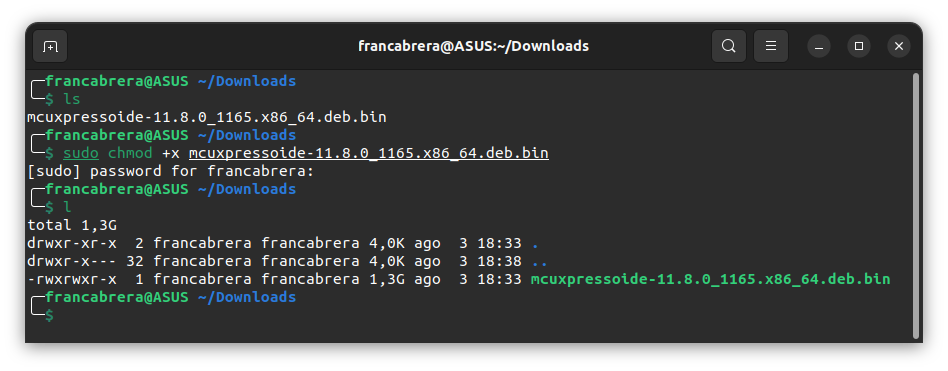 francabrera@ASUS:~/Downloads
francabrera@ASUS ~/Downloads
$ ls
mcuxpressoide-11.8.0_1165.x86_64.deb.bin
francabrera@ASUS ~/Downloads
$ sudo chmod +x mcuxpressoide-11.8.0_1165.x86_64.deb.bin
[sudo] password for francabrera:
francabrera@ASUS ~/Downloads
$ l
total 1,3G
drwxr-xr-x  2 francabrera francabrera 4,0K ago  3 18:33 .
drwxr-x--- 32 francabrera francabrera 4,0K ago  3 18:38 ..
-rwxrwxr-x  1 francabrera francabrera 1,3G ago  3 18:33 mcuxpressoide-11.8.0_1165.x86_64.deb.bin
francabrera@ASUS ~/Downloads
$